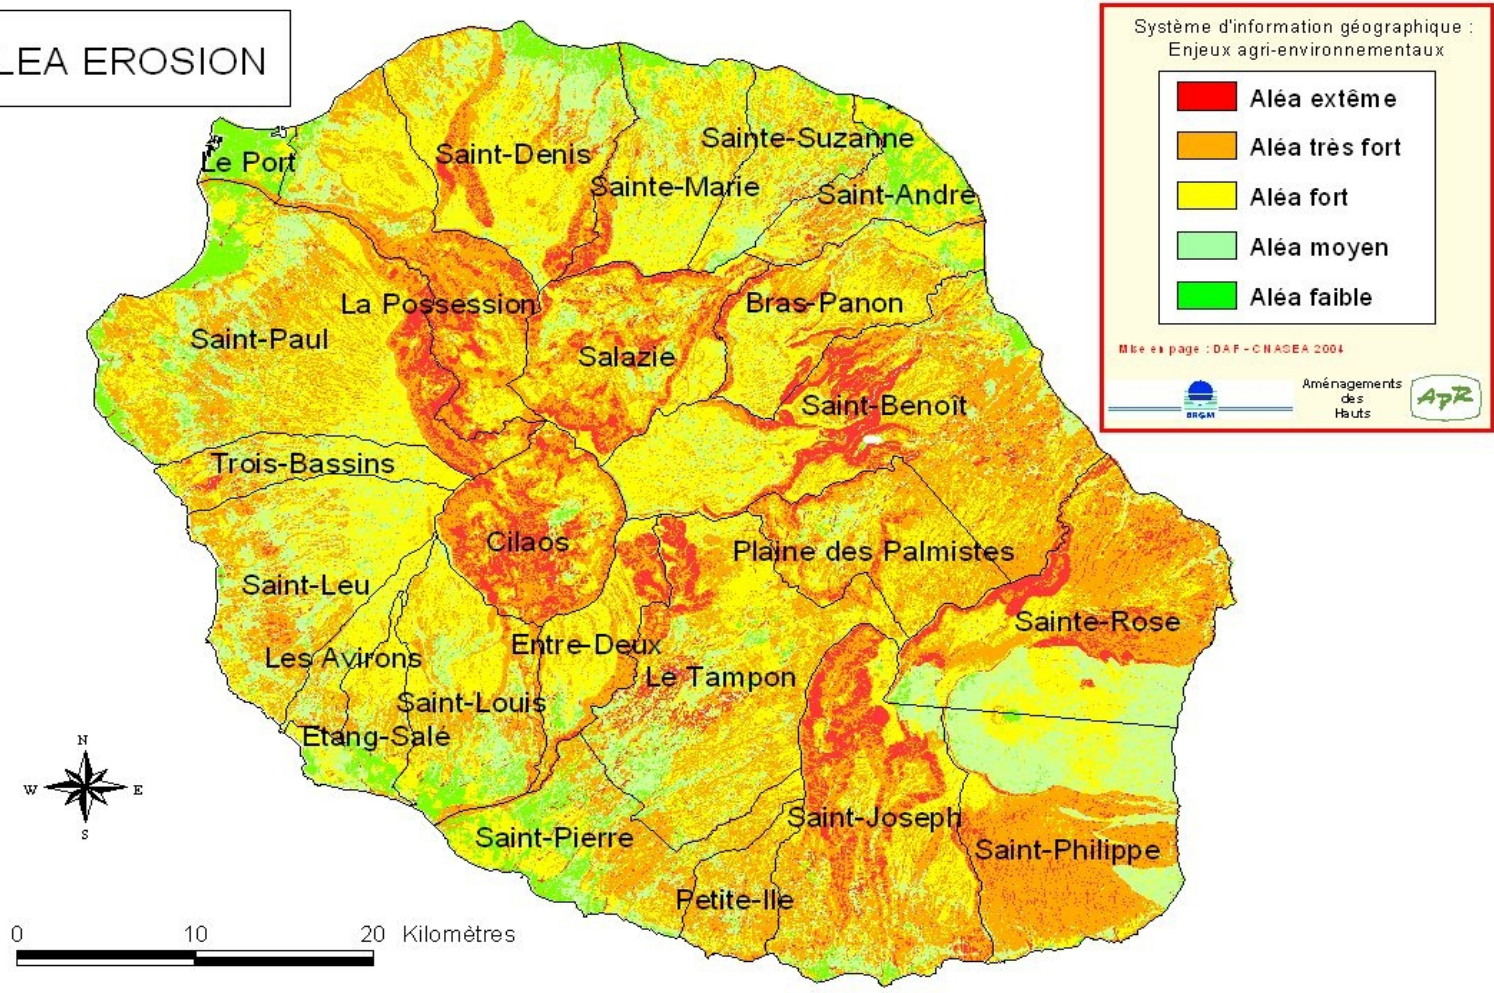 LEA EROSION
Système d'information géographique :
Enjeux agri-environnementaux
Aléa extême
Aléa très fort
Aléa fort
Aléa moyen
Aléa faible
Mise en page : DAF - CNASEA 2004
BRGM
Aménagements
des
Hauts
APR
Le Port
Saint-Denis
Sainte-Suzanne
Sainte-Marie
Saint-André
La Possession
Bras-Panon
Saint-Paul
Salazie
Saint-Benoît
Trois-Bassins
Cilaos
Plaine des Palmistes
Saint-Leu
Sainte-Rose
Entre-Deux
Les Avirons
Le Tampon
Saint-Louis
Etang-Salé
Saint-Joseph
Saint-Pierre
Saint-Philippe
Petite-Ile
N
W
E
S
0 10 20 Kilomètres